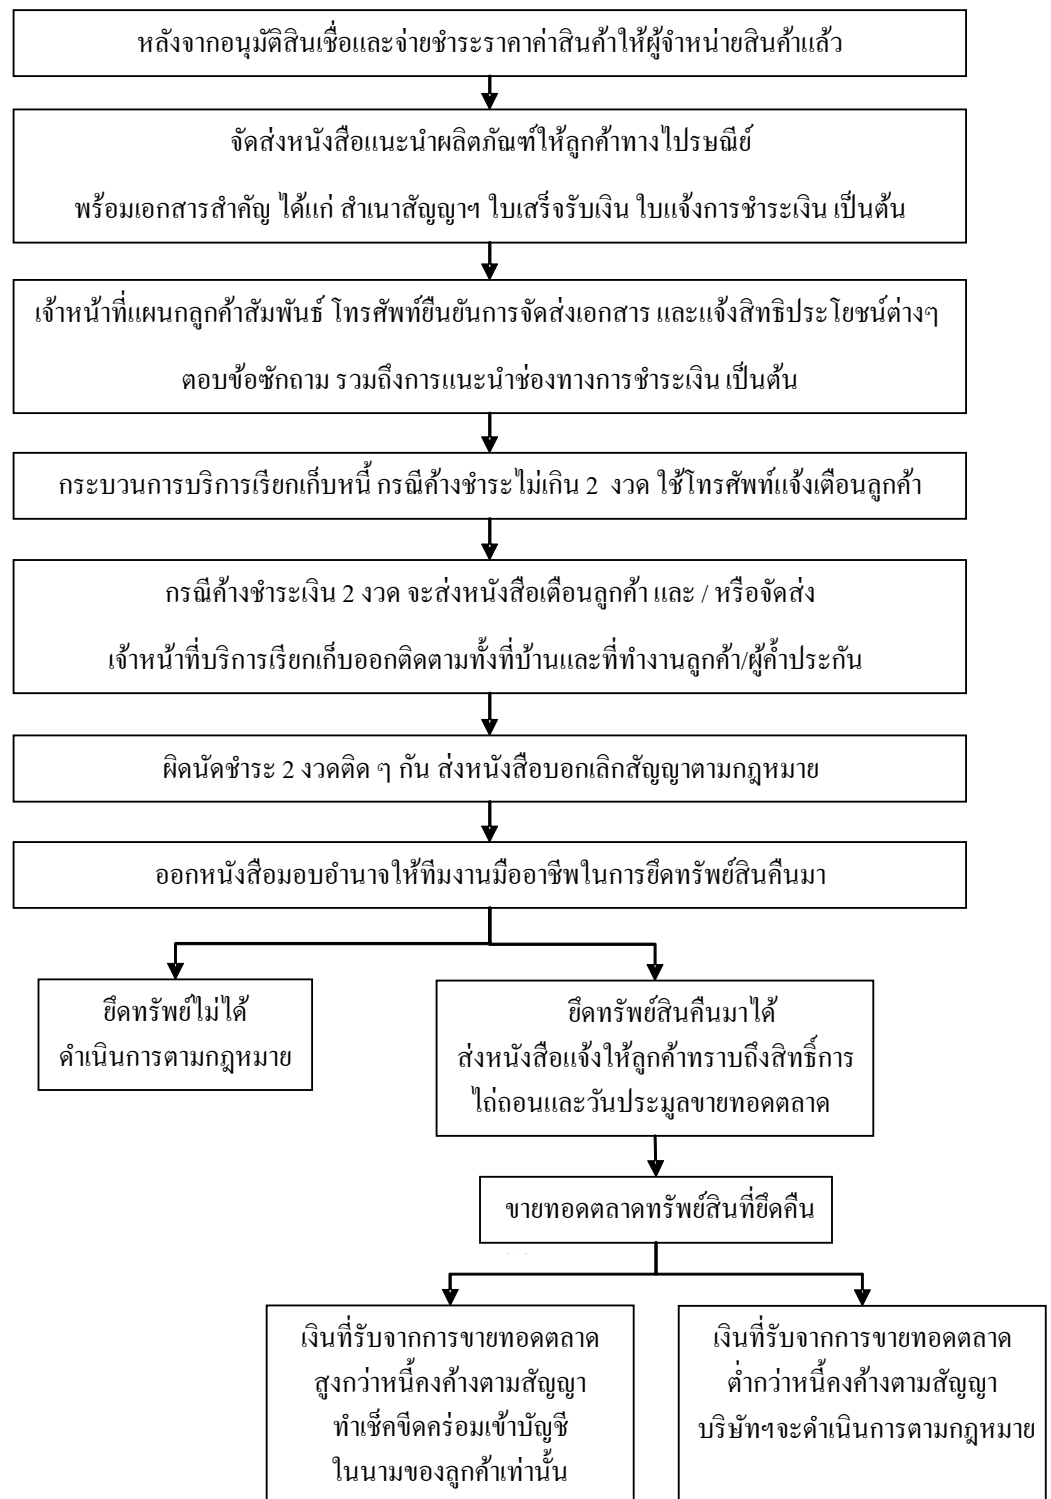 หลังจากอนุมัติสินเชื่อและจ่ายชำระราคาค่าสินค้าให้ผู้จำหน่ายสินค้าแล้ว
จัดส่งหนังสือแนะนำผลิตภัณฑ์ให้ลูกค้าทางไปรษณีย์
พร้อมเอกสารสำคัญ ได้แก่ สำเนาสัญญาฯ ใบเสร็จรับเงิน ใบแจ้งการชำระเงิน เป็นต้น
เจ้าหน้าที่แผนกลูกค้าสัมพันธ์ โทรศัพท์ยืนยันการจัดส่งเอกสาร และแจ้งสิทธิประโยชน์ต่างๆ
ตอบข้อซักถาม รวมถึงการแนะนำช่องทางการชำระเงิน เป็นต้น
กระบวนการบริการเรียกเก็บหนี้ กรณีค้างชำระไม่เกิน 2 งวด ใช้โทรศัพท์แจ้งเตือนลูกค้า
กรณีค้างชำระเงิน 2 งวด จะส่งหนังสือเตือนลูกค้า และ / หรือจัดส่ง
เจ้าหน้าที่บริการเรียกเก็บออกติดตามทั้งที่บ้านและที่ทำงานลูกค้า/ผู้ค้ำประกัน
ผิดนัดชำระ 2 งวดติด ๆ กัน ส่งหนังสือบอกเลิกสัญญาตามกฎหมาย
ออกหนังสือมอบอำนาจให้ทีมงานมืออาชีพในการยึดทรัพย์สินคืนมา
ยึดทรัพย์ไม่ได้
ดำเนินการตามกฎหมาย
ยึดทรัพย์สินคืนมาได้
ส่งหนังสือแจ้งให้ลูกค้าทราบถึงสิทธิ์การ
ไถ่ถอนและวันประมูลขายทอดตลาด
ขายทอดตลาดทรัพย์สินที่ยึดคืน
เงินที่รับจากการขายทอดตลาด
สูงกว่าหนี้คงค้างตามสัญญา
ทำเช็คขีดคร่อมเข้าบัญชี
ในนามของลูกค้าเท่านั้น
เงินที่รับจากการขายทอดตลาด
ต่ำกว่าหนี้คงค้างตามสัญญา
บริษัทฯจะดำเนินการตามกฎหมาย